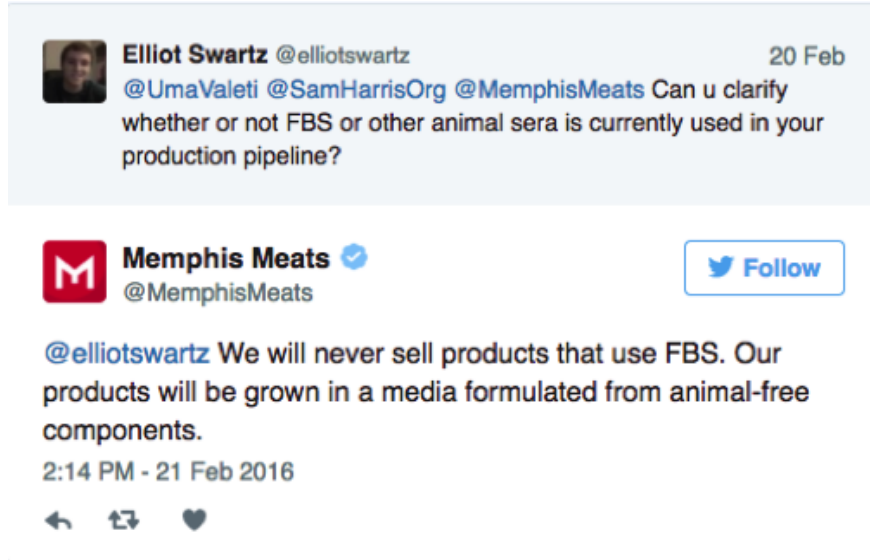 Elliot Swartz @elliotswartz 20 Feb
@UmaValeti @SamHarrisOrg @MemphisMeats Can u clarify
whether or not FBS or other animal sera is currently used in your
production pipeline?
M
Memphis Meats
@MemphisMeats
Follow
@elliotswartz We will never sell products that use FBS. Our
products will be grown in a media formulated from animal-free
components.
2:14 PM - 21 Feb 2016